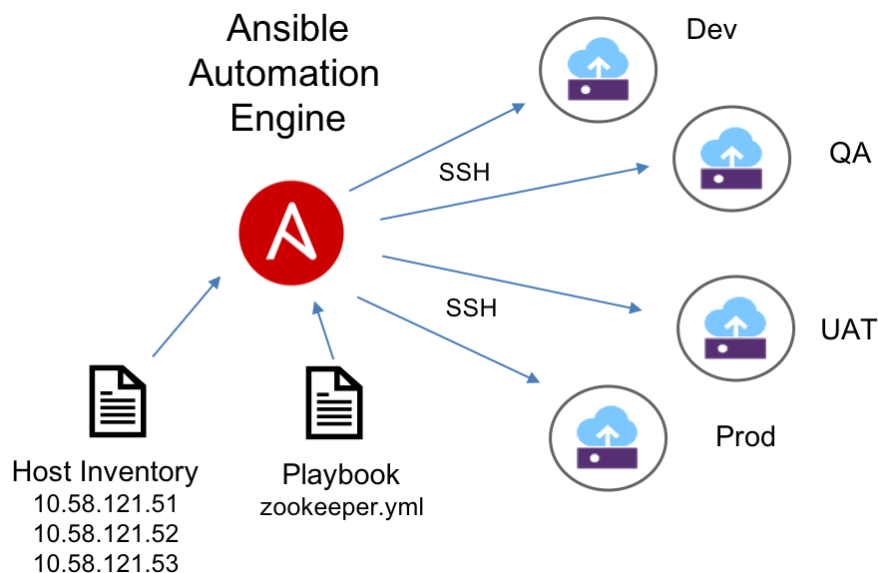 Ansible
Automation
Engine
Dev
SSH
QA
SSH
UAT
Prod
Host Inventory
10.58.121.51
10.58.121.52
10.58.121.53
Playbook
zookeeper.yml